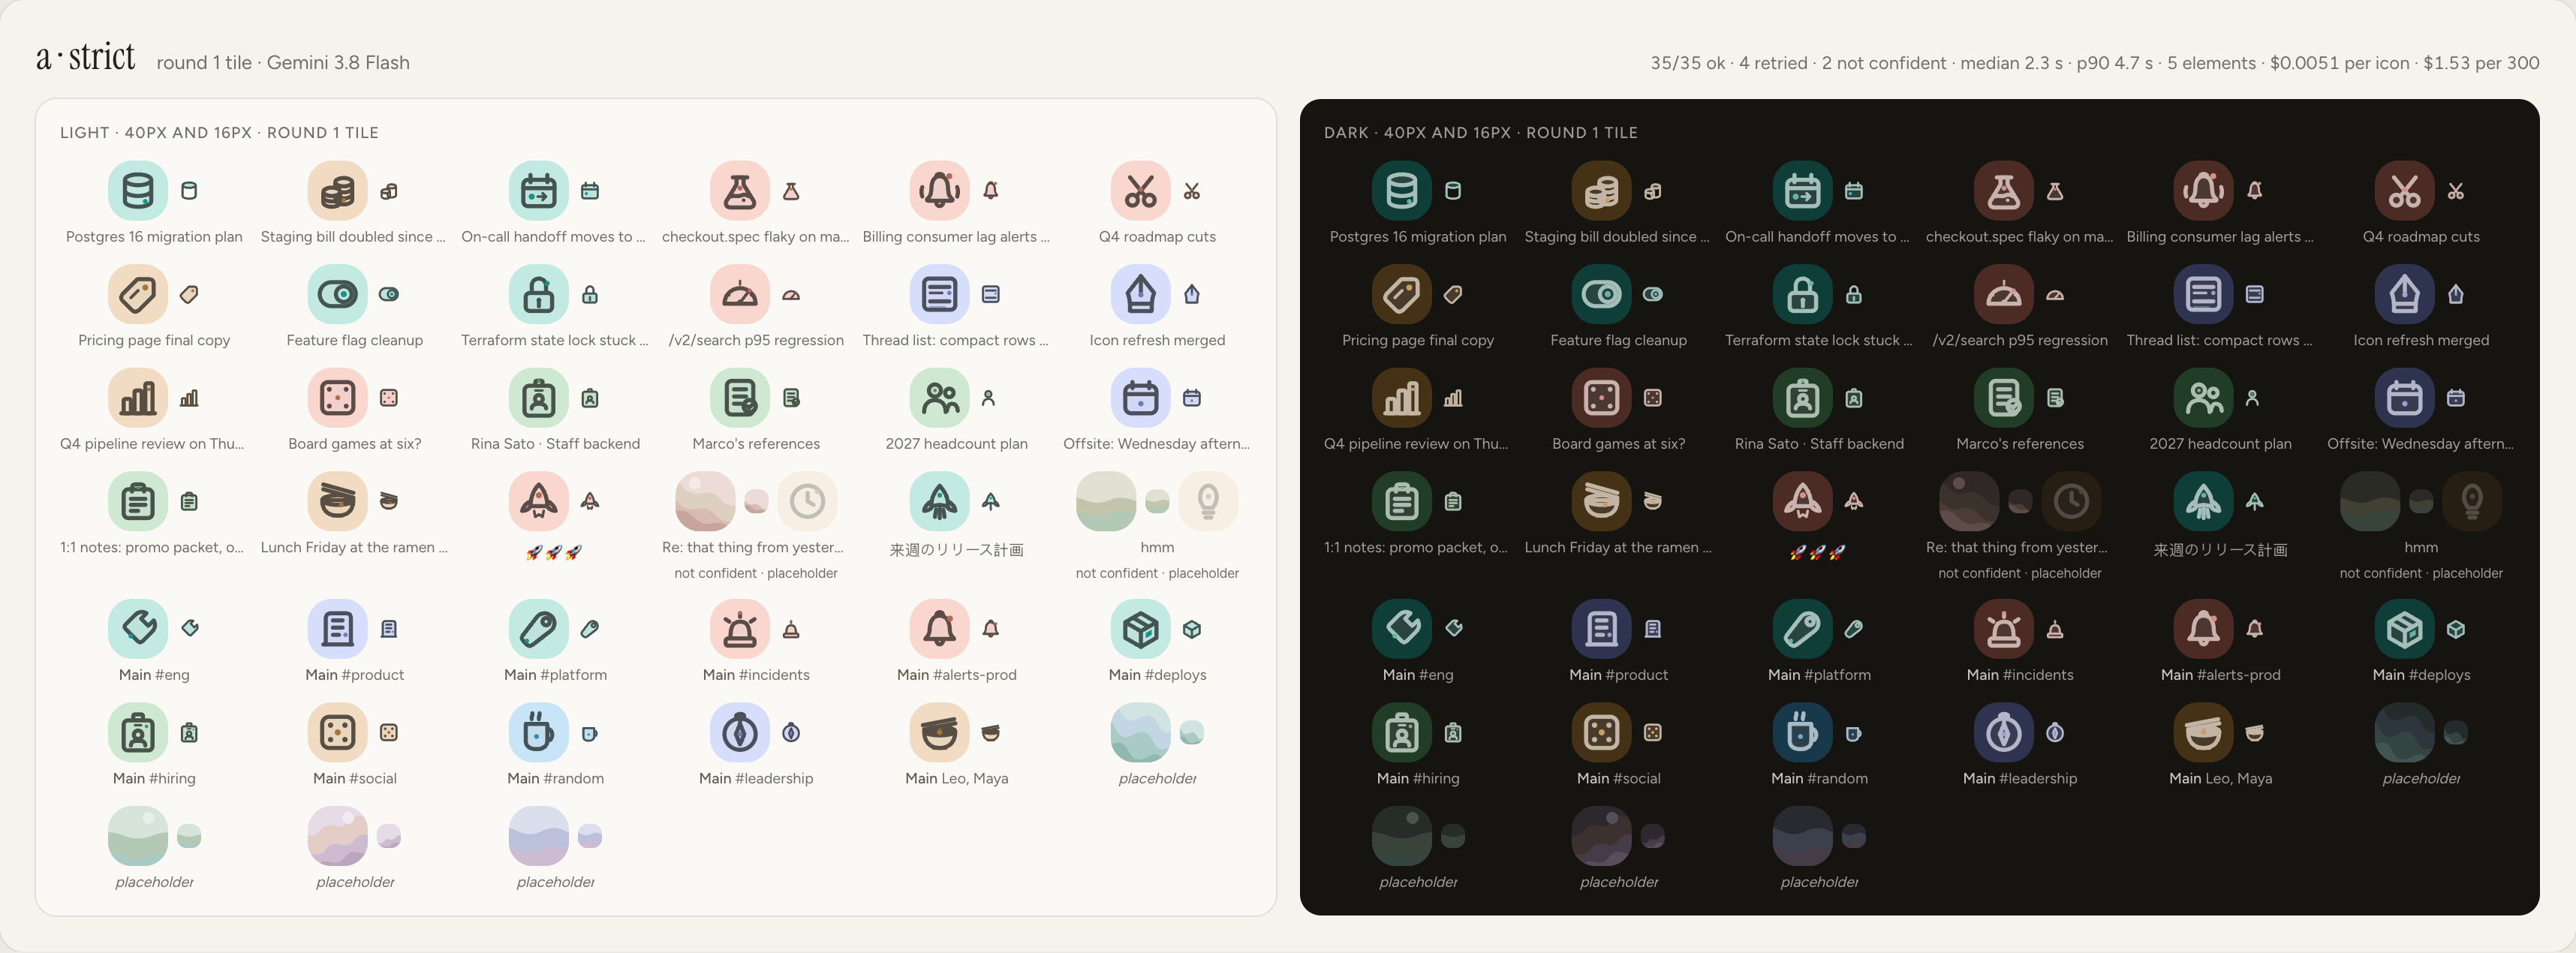 a · strict round 1 tile · Gemini 3.8 Flash
35/35 ok · 4 retried · 2 not confident · median 2.3 s · p90 4.7 s · 5 elements · $0.0051 per icon · $1.53 per 300
LIGHT · 40PX AND 16PX · ROUND 1 TILE
Postgres 16 migration plan
Staging bill doubled since ...
On-call handoff moves to ...
checkout.spec flaky on ma...
Billing consumer lag alerts ...
Q4 roadmap cuts
Pricing page final copy
Feature flag cleanup
Terraform state lock stuck ...
/v2/search p95 regression
Thread list: compact rows ...
Icon refresh merged
Q4 pipeline review on Thu...
Board games at six?
Rina Sato · Staff backend
Marco's references
2027 headcount plan
Offsite: Wednesday aftern...
1:1 notes: promo packet, o...
Lunch Friday at the ramen ...
🚀🚀🚀
Re: that thing from yester...
not confident · placeholder
来週のリリース計画
hmm
not confident · placeholder
Main #eng
Main #product
Main #platform
Main #incidents
Main #alerts-prod
Main #deploys
Main #hiring
Main #social
Main #random
Main #leadership
Main Leo, Maya
placeholder
placeholder
placeholder
placeholder
DARK · 40PX AND 16PX · ROUND 1 TILE
Postgres 16 migration plan
Staging bill doubled since ...
On-call handoff moves to ...
checkout.spec flaky on ma...
Billing consumer lag alerts ...
Q4 roadmap cuts
Pricing page final copy
Feature flag cleanup
Terraform state lock stuck ...
/v2/search p95 regression
Thread list: compact rows ...
Icon refresh merged
Q4 pipeline review on Thu...
Board games at six?
Rina Sato · Staff backend
Marco's references
2027 headcount plan
Offsite: Wednesday aftern...
1:1 notes: promo packet, o...
Lunch Friday at the ramen ...
🚀🚀🚀
Re: that thing from yester...
not confident · placeholder
来週のリリース計画
hmm
not confident · placeholder
Main #eng
Main #product
Main #platform
Main #incidents
Main #alerts-prod
Main #deploys
Main #hiring
Main #social
Main #random
Main #leadership
Main Leo, Maya
placeholder
placeholder
placeholder
placeholder